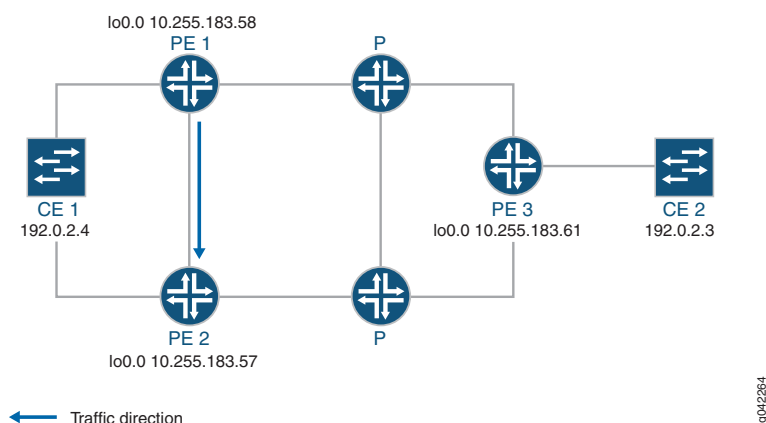 lo0.0 10.255.183.58
PE 1
P
CE 1
192.0.2.4
PE 3
lo0.0 10.255.183.61
CE 2
192.0.2.3
PE 2
lo0.0 10.255.183.57
P
Traffic direction
g042264